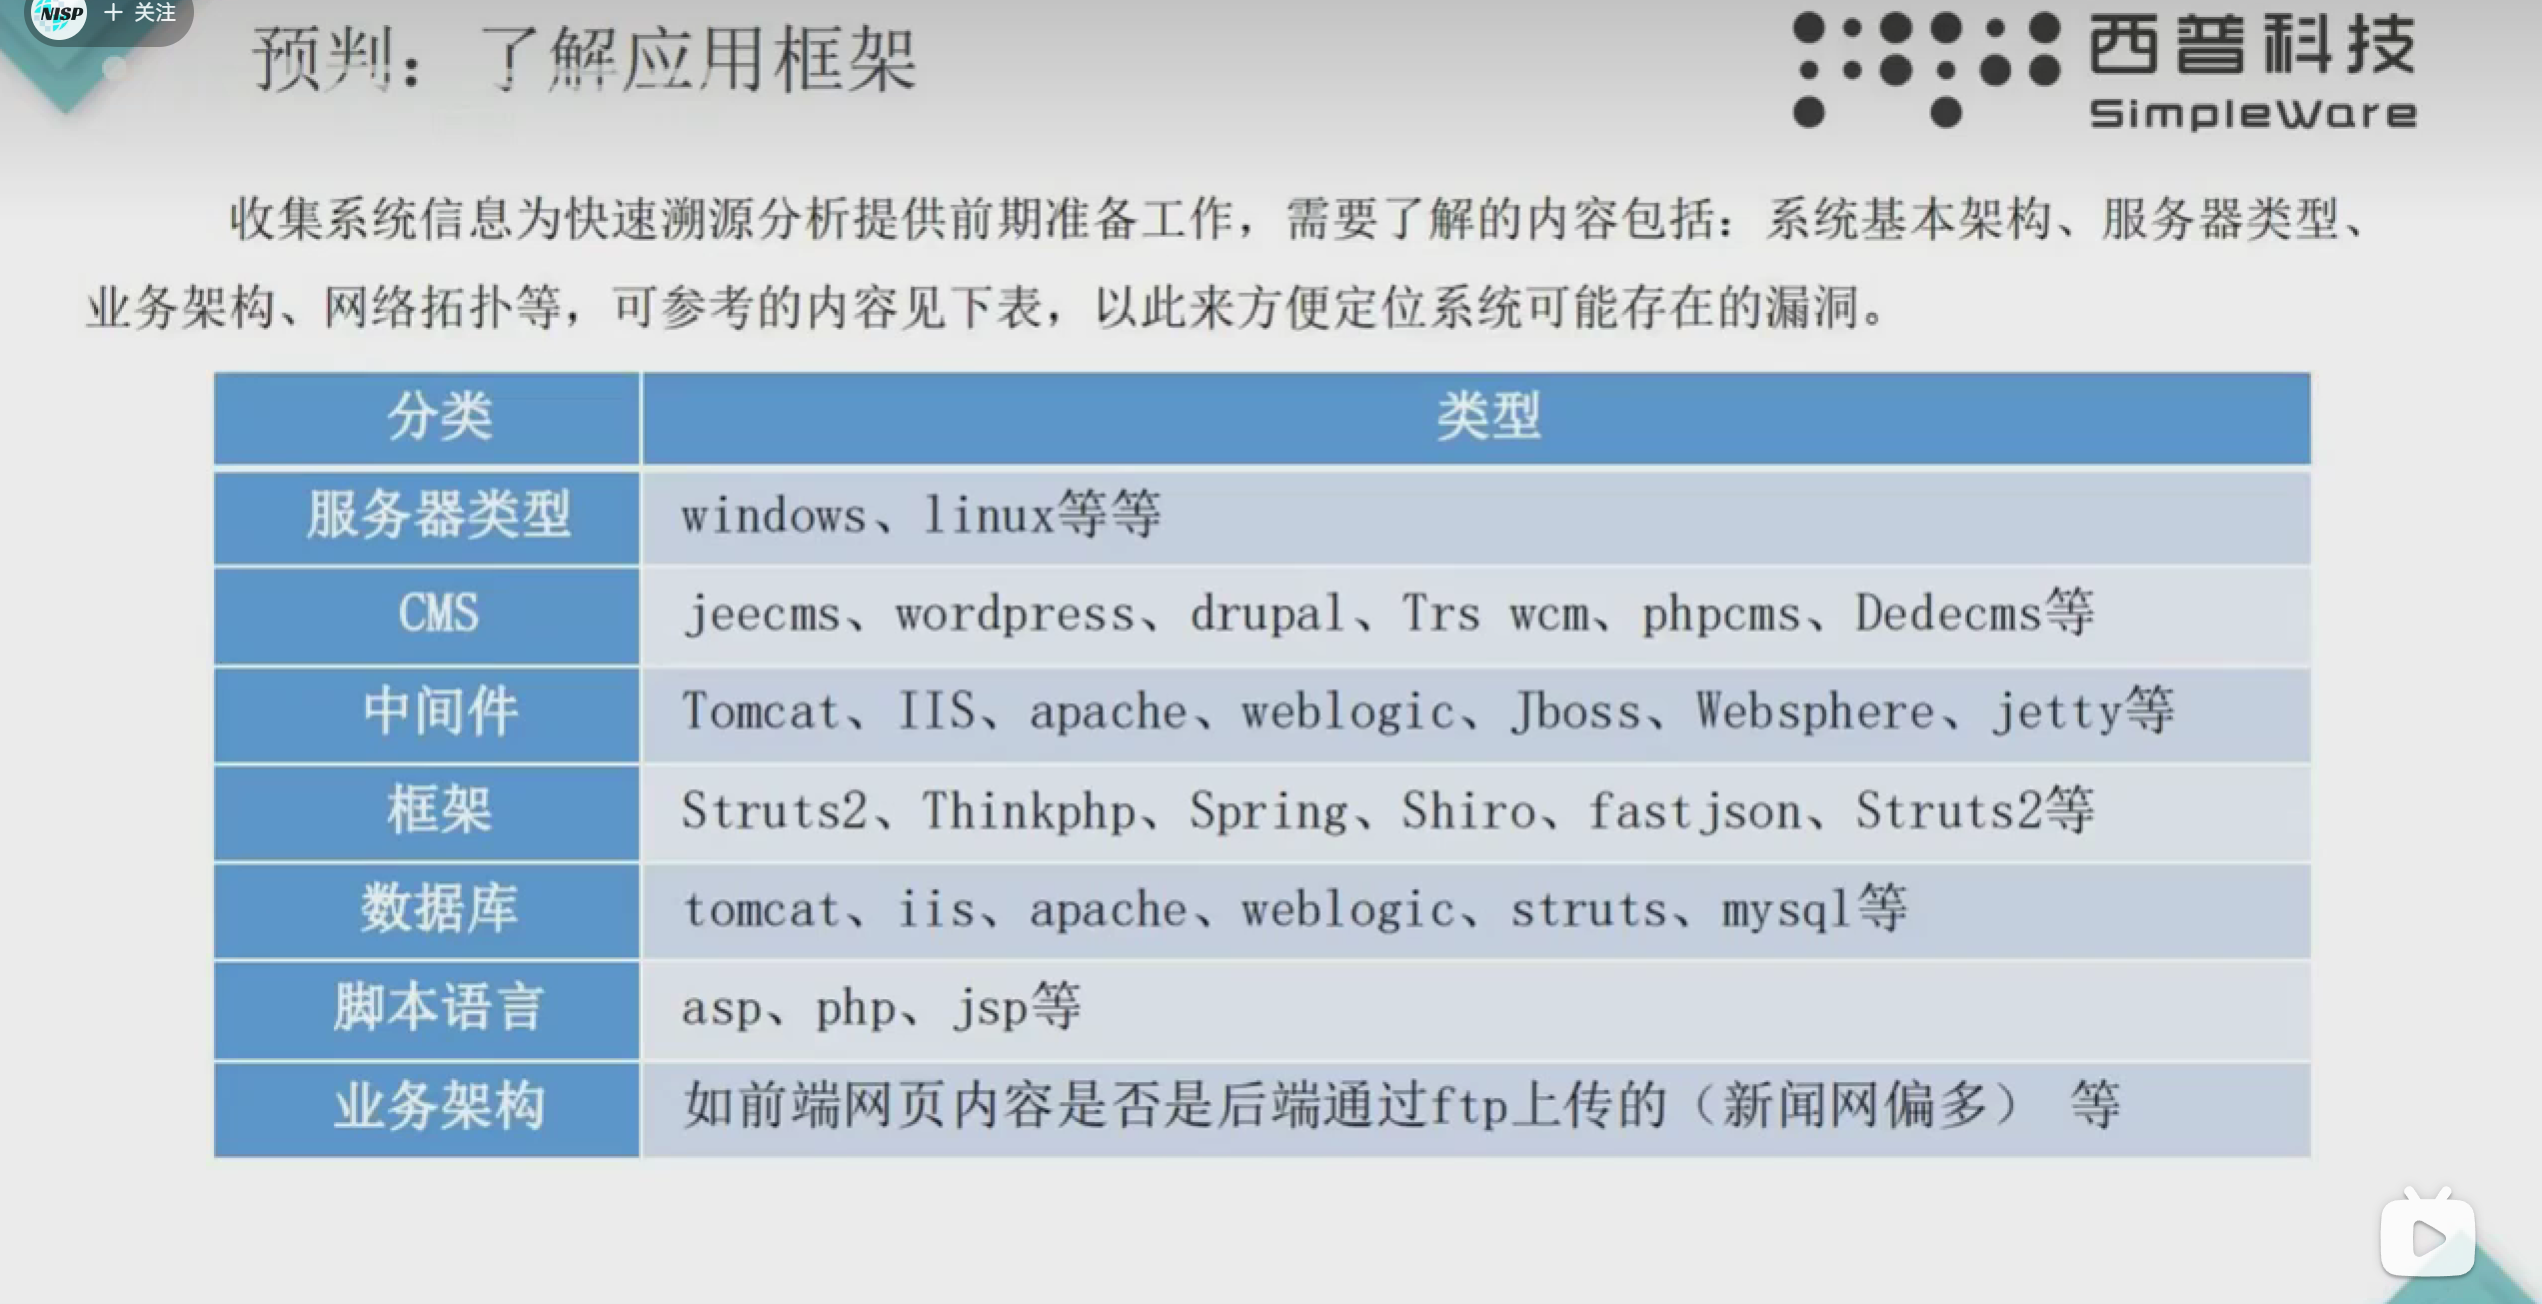 NISP + 关注
预判：了解应用框架
西普科技
SimpleWare
收集系统信息为快速溯源分析提供前期准备工作，需要了解的内容包括：系统基本架构、服务器类型、
业务架构、网络拓扑等，可参考的内容见下表，以此来方便定位系统可能存在的漏洞。
分类 类型
服务器类型 windows、linux等等
CMS jeecms、wordpress、drupal、Trs wcm、phpcms、Dedecms等
中间件 Tomcat、IIS、apache、weblogic、Jboss、Websphere、jetty等
框架 Struts2、Thinkphp、Spring、Shiro、fastjson、Struts2等
数据库 tomcat、iis、apache、weblogic、struts、mysql等
脚本语言 asp、php、jsp等
业务架构 如前端网页内容是否是后端通过ftp上传的（新闻网偏多） 等